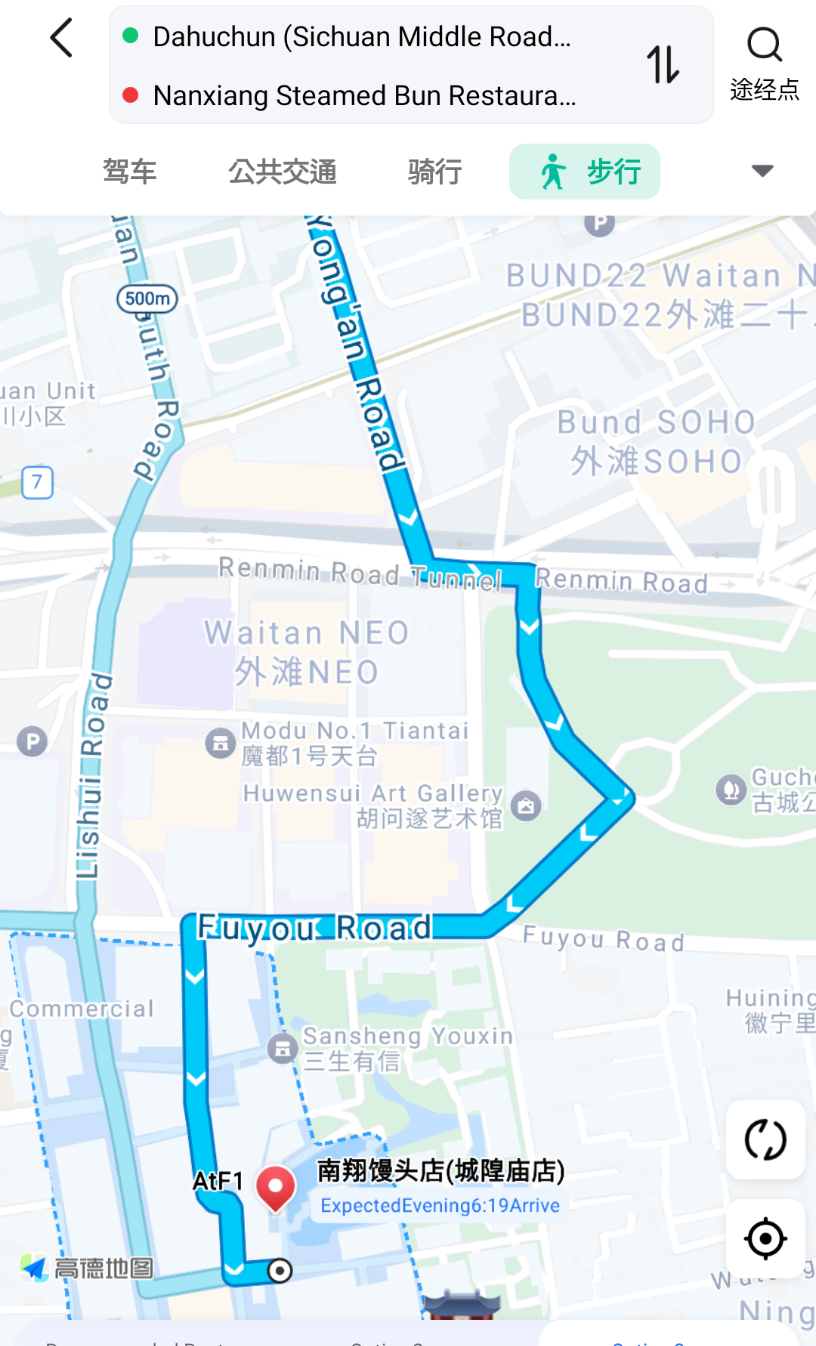 Dahuchun (Sichuan Middle Road...
Nanxiang Steamed Bun Restaura...
途经点
驾车
公共交通
骑行
步行
P
Yong'an Road
500m
BUND22 Waitan N
BUND22外滩二十
uth Road
uan Unit
川小区
Bund SOHO
外滩SOHO
7
Renmin Road Tunnel
Renmin Road
Waitan NEO
外滩NEO
Lishui Road
P
Modu No.1 Tiantai
魔都1号天台
Huwensui Art Gallery
胡问遂艺术馆
Guch
古城公
Fuyou Road
Fuyou Road
Commercial
Huining
徽宁里
Sansheng Youxin
三生有信
AtF1
南翔馒头店(城隍庙店)
ExpectedEvening6:19Arrive
高德地图
Ning